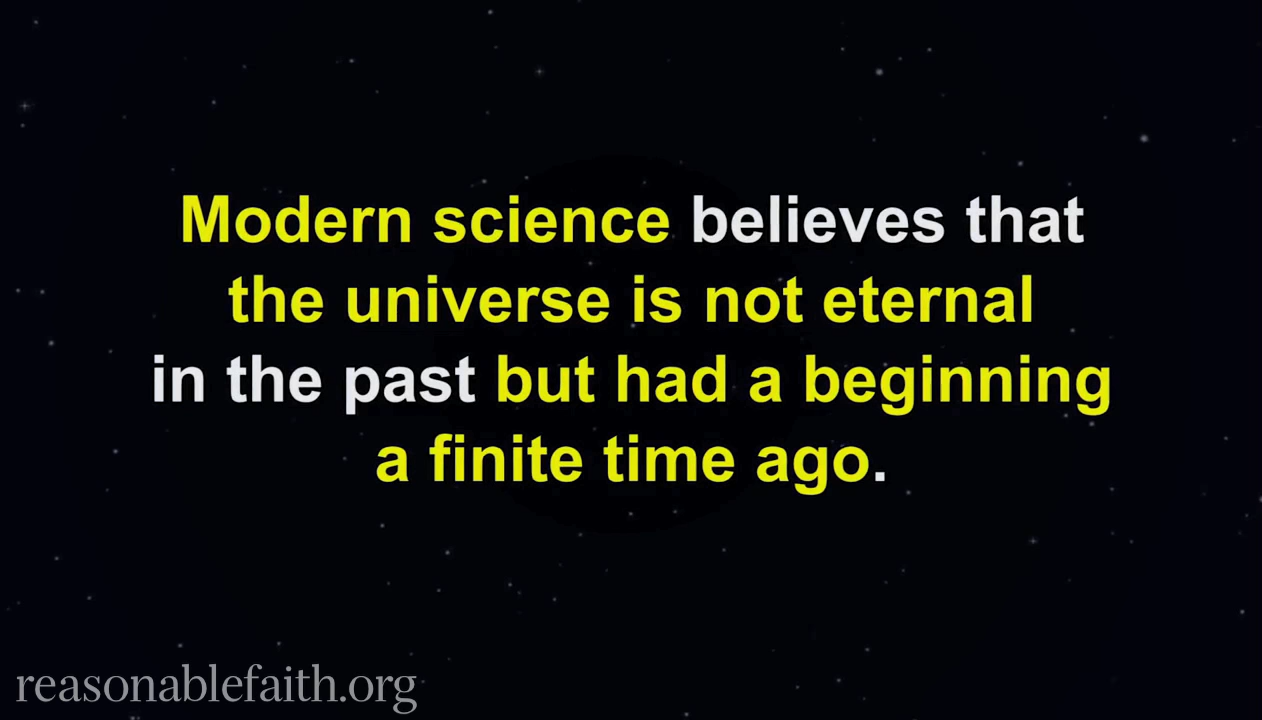 Modern science believes that
the universe is not eternal
in the past but had a beginning
a finite time ago.
reasonablefaith.org